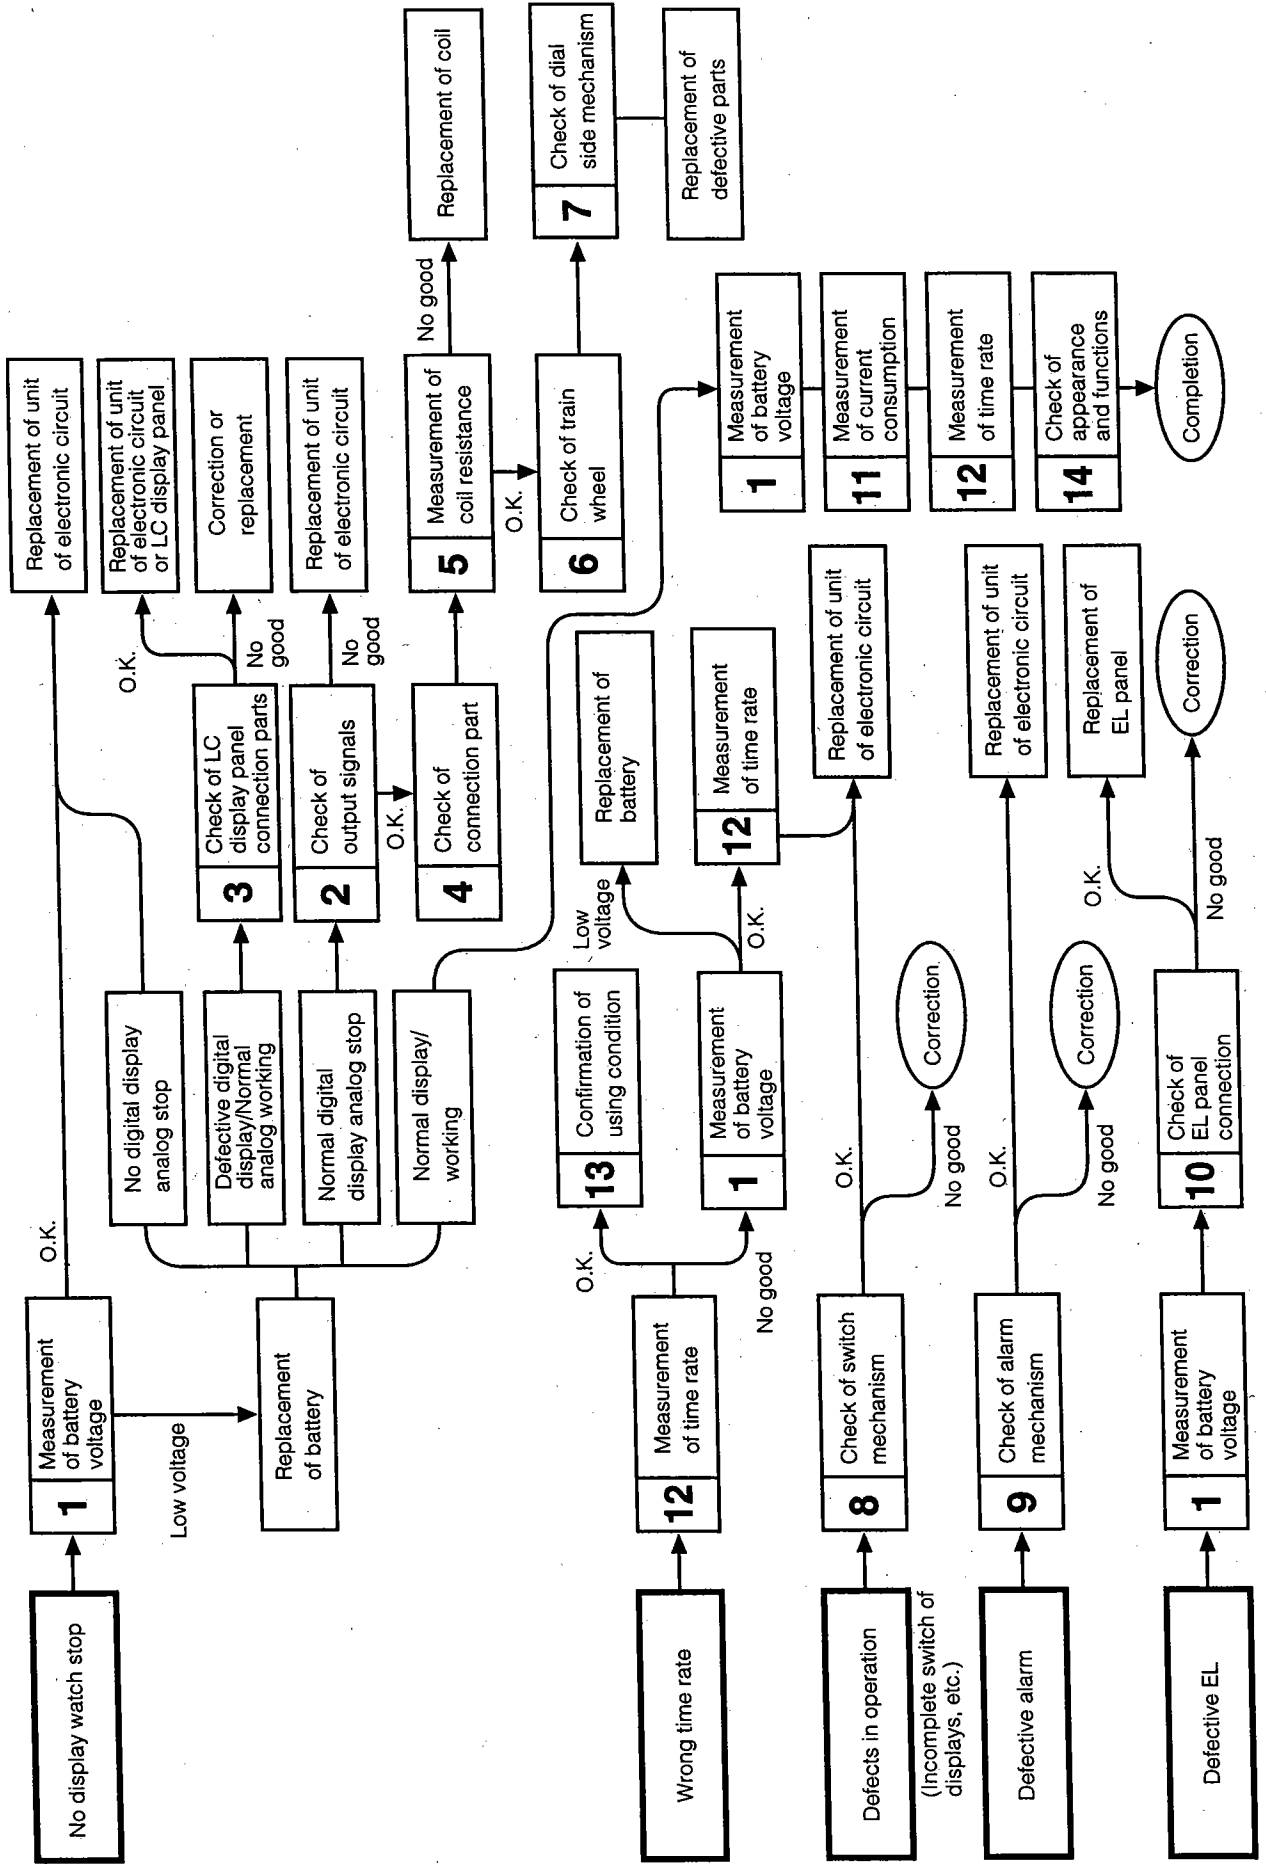 No display watch stop
1
Measurement
of battery
voltage
O.K.
Replacement of unit
of electronic circuit
Low voltage
Replacement
of battery
No digital display
analog stop
Defective digital
display/Normal
analog working
3
Check of LC
display panel
connection parts
O.K.
Replacement of unit
of electronic circuit
or LC display panel
No
good
Correction or
replacement
Normal digital
display analog stop
2
Check of
output signals
No
good
Replacement of unit
of electronic circuit
O.K.
4
Check of
connection part
5
Measurement of
coil resistance
No good
Replacement of coil
O.K.
6
Check of train
wheel
7
Check of dial
side mechanism
Replacement of
defective parts
Normal display/
working
1
Measurement
of battery
voltage
11
Measurement
of current
consumption
12
Measurement
of time rate
14
Check of
appearance
and functions
Completion
Wrong time rate
12
Measurement
of time rate
O.K.
13
Confirmation of
using condition
No good
1
Measurement
of battery
voltage
Low
voltage
Replacement of
battery
O.K.
12
Measurement
of time rate
Defects in operation
(Incomplete switch of
displays, etc.)
8
Check of switch
mechanism
O.K.
Replacement of unit
of electronic circuit
No good
Correction
Defective alarm
9
Check of alarm
mechanism
O.K.
Replacement of unit
of electronic circuit
No good
Correction
Defective EL
1
Measurement
of battery
voltage
10
Check of
EL panel
connection
O.K.
Replacement of
EL panel
No good
Correction